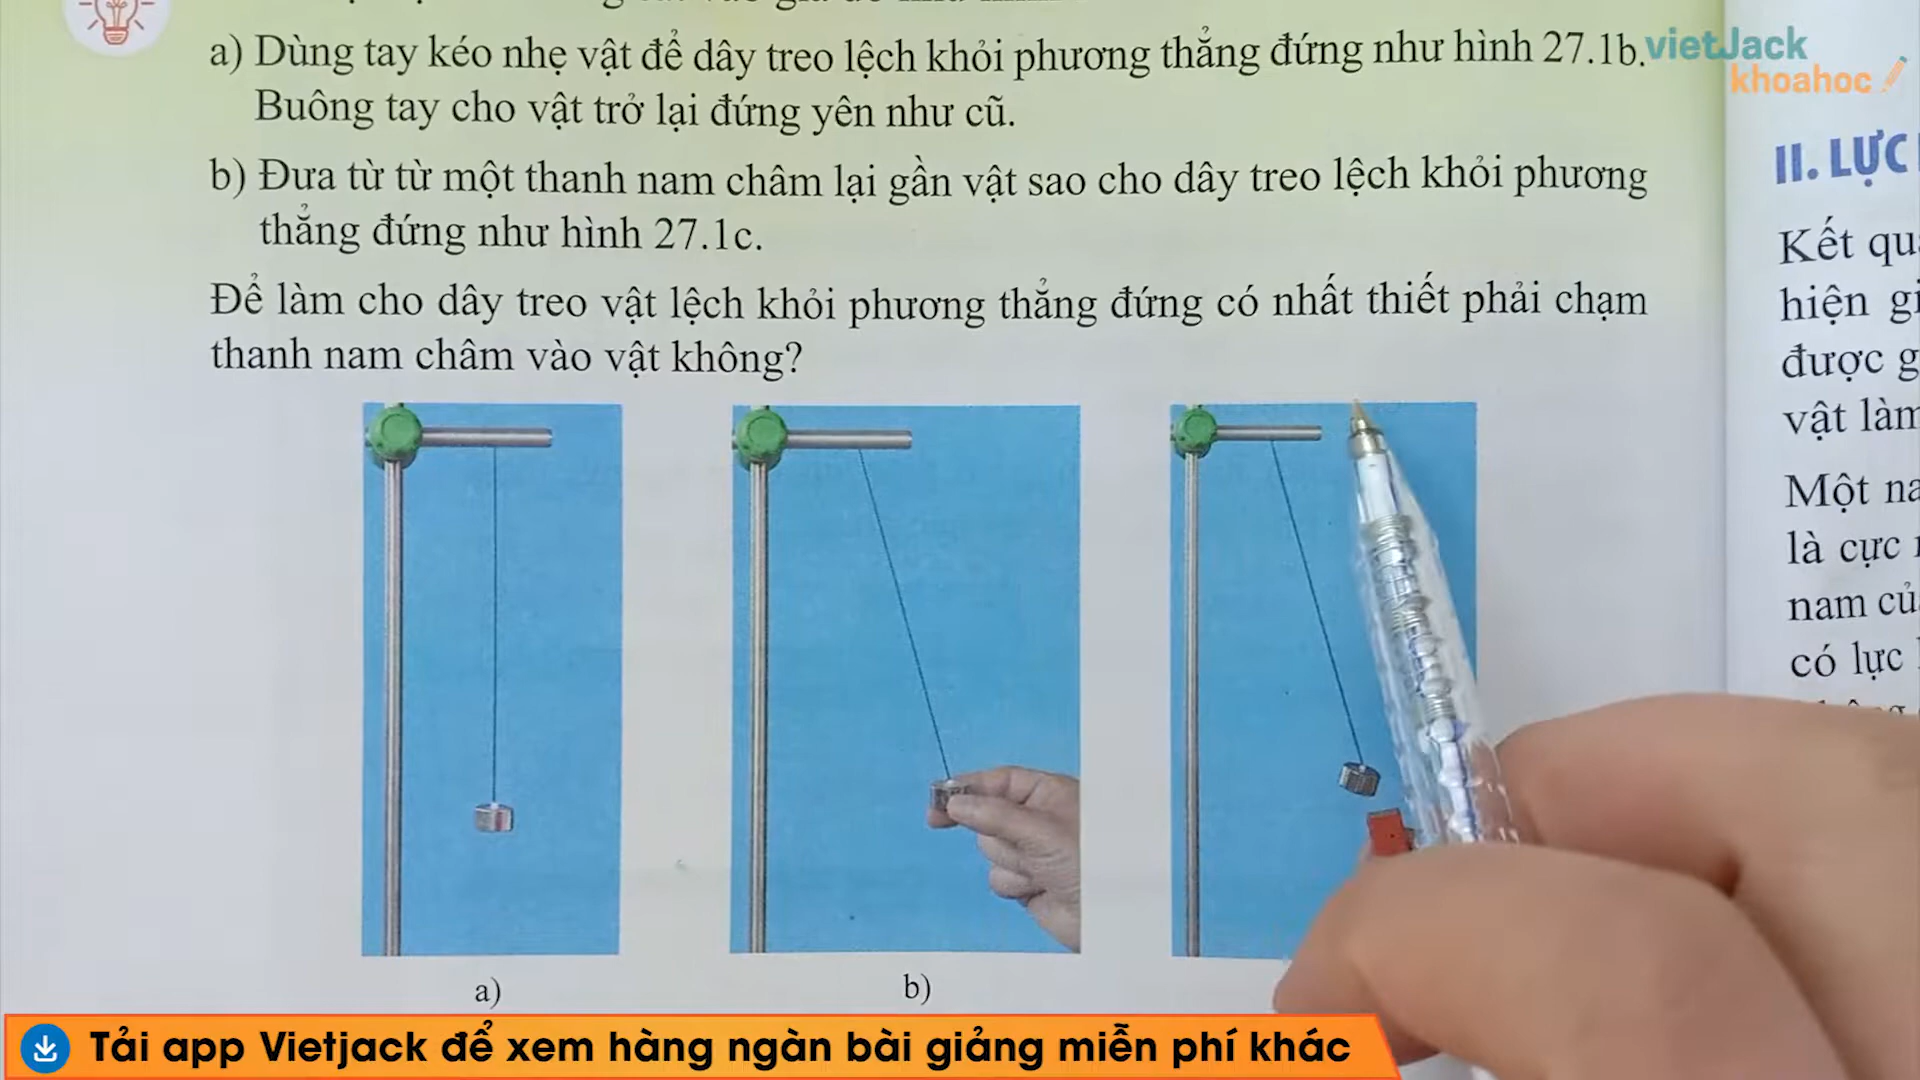 a) Dùng tay kéo nhẹ vật để dây treo lệch khỏi phương thẳng đứng như hình 27.1b.
Buông tay cho vật trở lại đứng yên như cũ.
b) Đưa từ từ một thanh nam châm lại gần vật sao cho dây treo lệch khỏi phương
thẳng đứng như hình 27.1c.
Để làm cho dây treo vật lệch khỏi phương thẳng đứng có nhất thiết phải chạm
thanh nam châm vào vật không?
a)
b)
vietJack
khoahoc
II. LỰC
Kết
hiện
được
vật làm
Một
là cực
nam
có lực
Tải app Vietjack để xem hàng ngàn bài giảng miễn phí khác